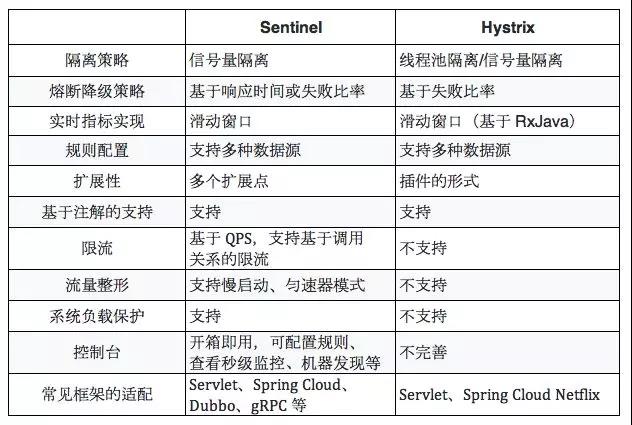 Sentinel Hystrix
隔离策略 信号量隔离 线程池隔离/信号量隔离
熔断降级策略 基于响应时间或失败比率 基于失败比率
实时指标实现 滑动窗口 滑动窗口（基于 RxJava）
规则配置 支持多种数据源 支持多种数据源
扩展性 多个扩展点 插件的形式
基于注解的支持 支持 支持
限流 基于 QPS，支持基于调用
关系的限流 不支持
流量整形 支持慢启动、匀速器模式 不支持
系统负载保护 支持 不支持
控制台 开箱即用，可配置规则、
查看秒级监控、机器发现等 不完善
常见框架的适配 Servlet、Spring Cloud、
Dubbo、gRPC 等 Servlet、Spring Cloud Netflix